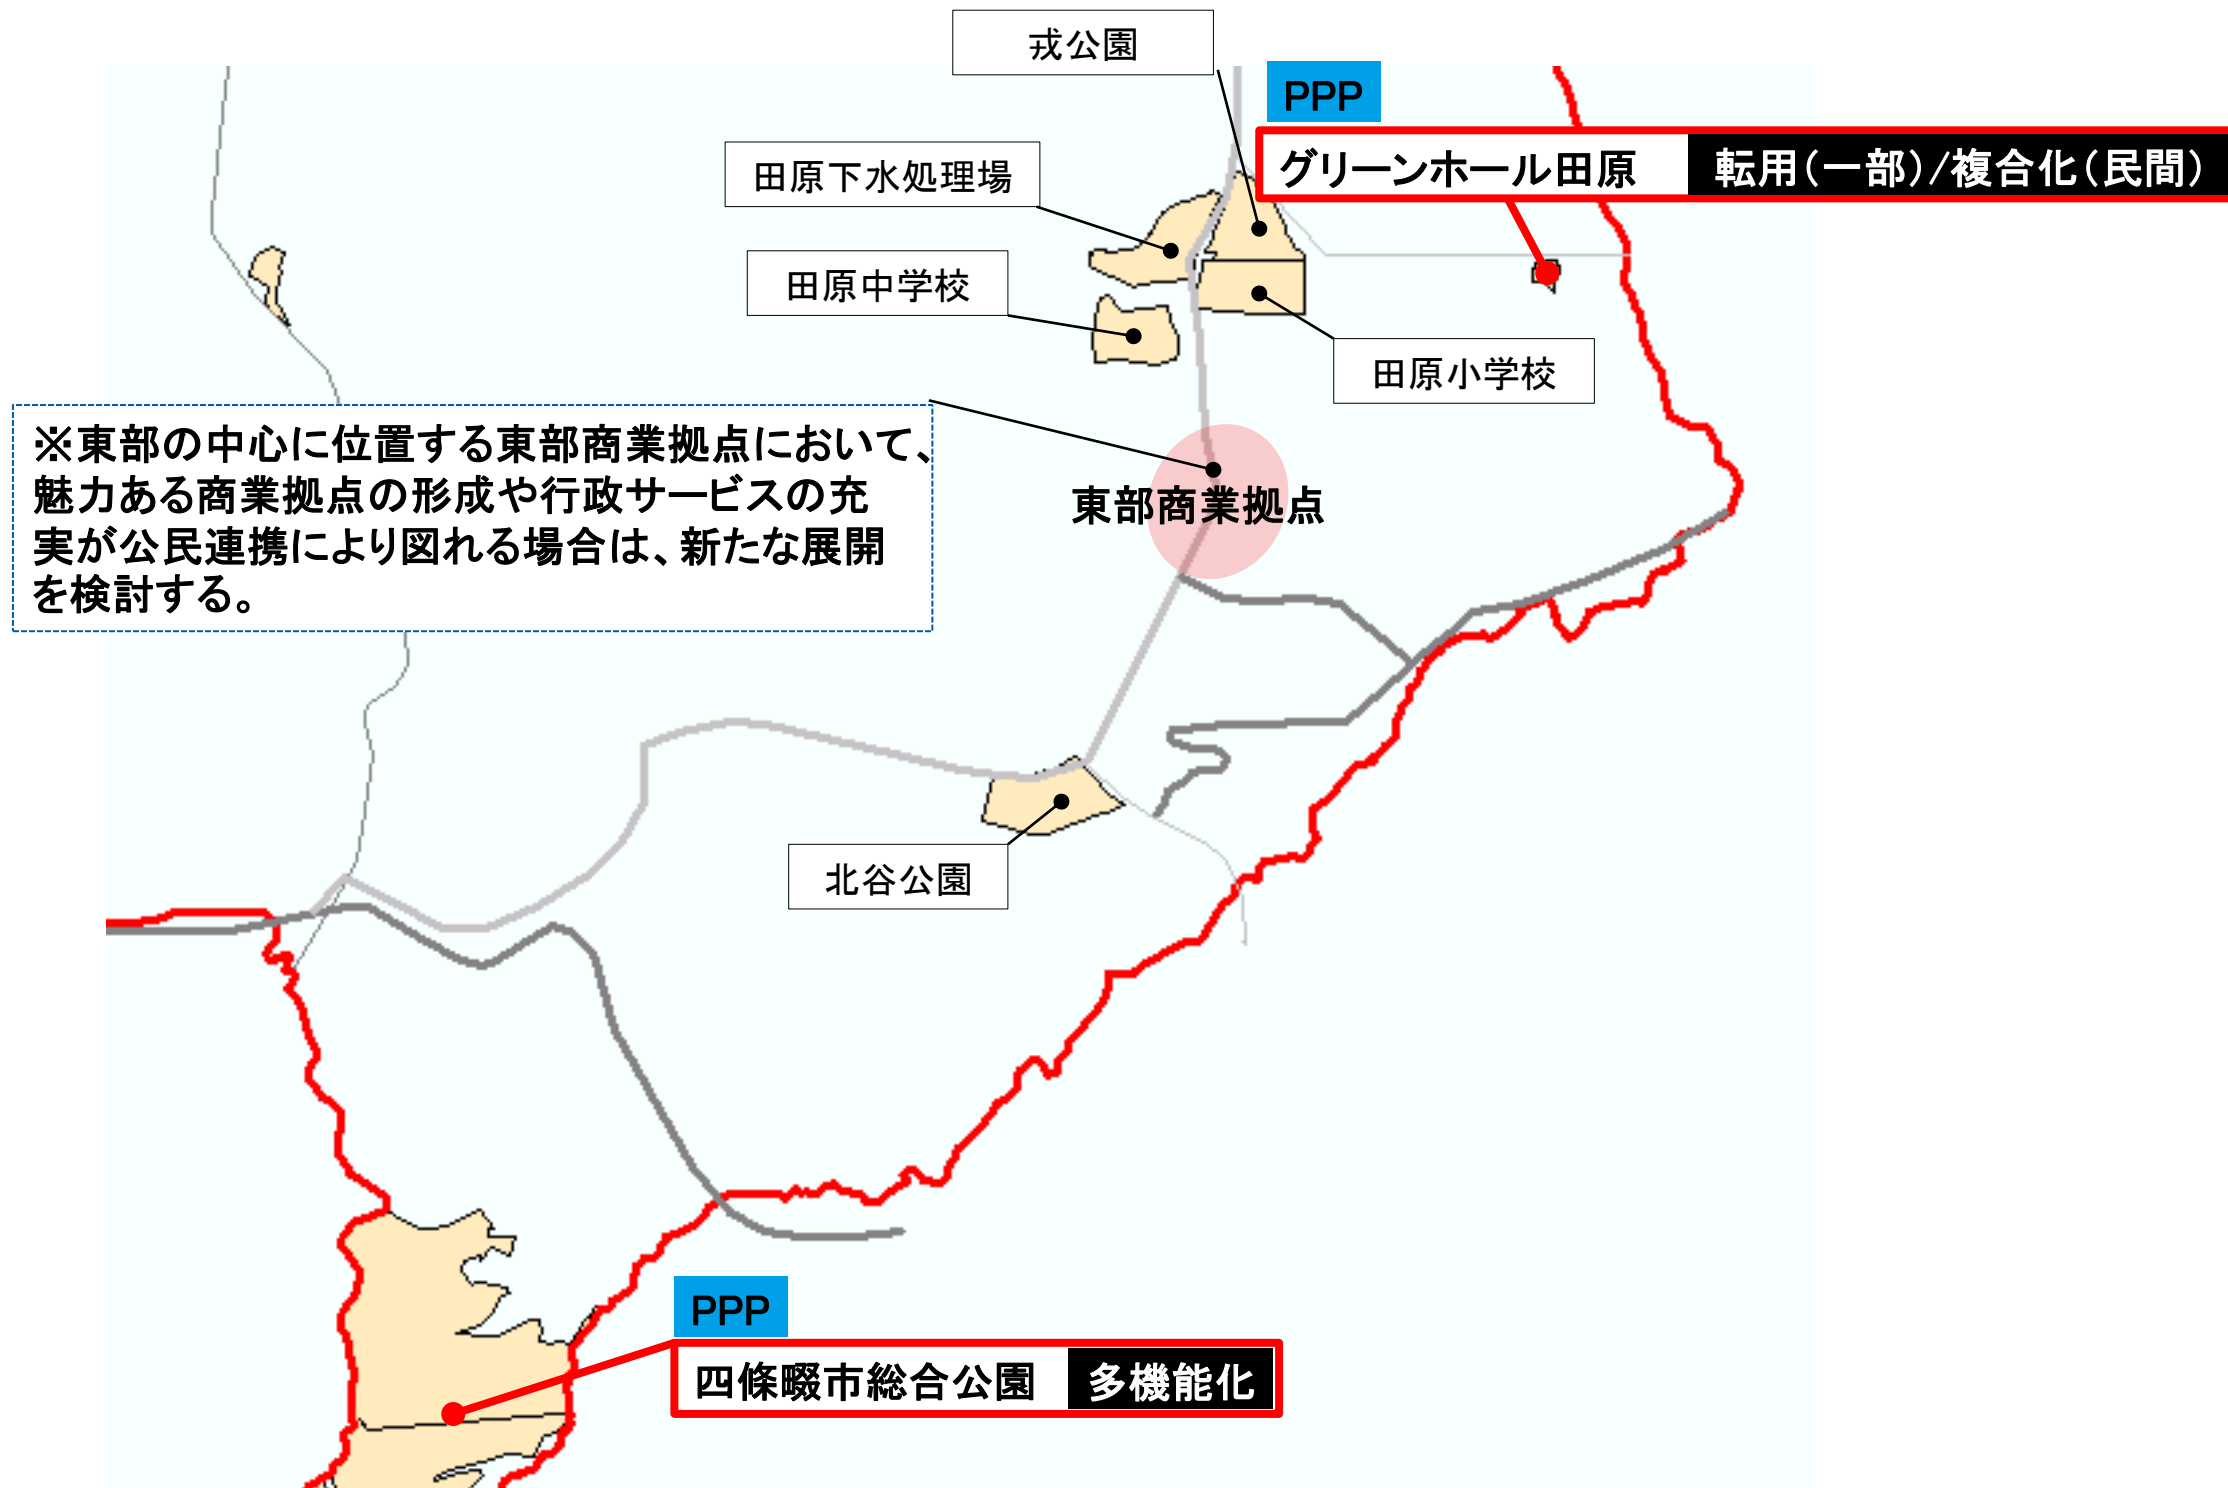 戎公園
PPP
グリーンホール田原 転用(一部)/複合化(民間)
田原下水処理場
田原中学校
田原小学校
※東部の中心に位置する東部商業拠点において、
魅力ある商業拠点の形成や行政サービスの充
実が公民連携により図れる場合は、新たな展開
を検討する。
東部商業拠点
北谷公園
PPP
四條畷市総合公園 多機能化